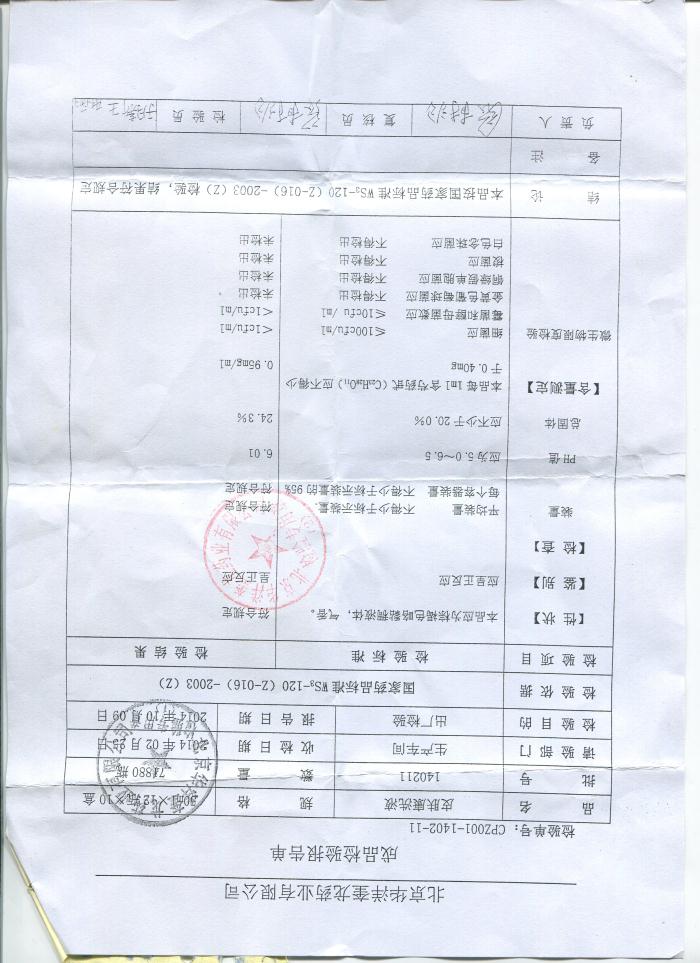 北京华洋奎龙药业有限公司
成品检验报告单
检验单号：CPZ001-1402-11
品 名 皮肤康洗液 规 格 30ml×12瓶×10盒
批 号 140211 数 量 71880瓶
请验部门 生产车间 收检日期 2014年02月23日
检验目的 出厂检验 报告日期 2014年10月09日
检验依据 国家药品标准WS₃-120（Z-016）-2003（Z）
检验项目 检验标准 检验结果
【性 状】 本品应为棕褐色略黏稠液体，气香。 符合规定
【鉴 别】 应呈正反应 呈正反应
【检 查】
装量 平均装量 不得少于标示装量. 符合规定
每个容器装量 不得少于标示装量的95% 符合规定
PH值 应为5.0～6.5 6.01
总固体 应不少于20.0% 24.3%
【含量测定】 本品每1ml含芍药甙（C₂₃H₂₈O₁₁）应不得少
于0.40mg 0.95mg/ml
微生物限度检验 细菌应 ≤100cfu/ml <1cfu/ml
霉菌和酵母菌数应 ≤10cfu /ml <1cfu/ml
金黄色葡萄球菌应 不得检出 未检出
铜绿假单胞菌应 不得检出 未检出
梭菌应 不得检出 未检出
白色念珠菌应 不得检出 未检出
结 论 本品按国家药品标准WS₃-120（Z-016）-2003（Z）检验，结果符合规定
备 注
负责人 复核员 检验员